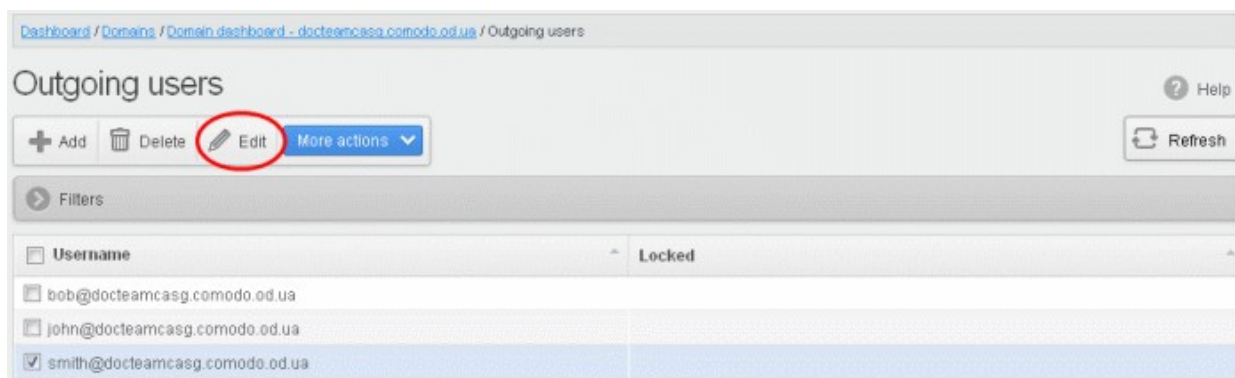 Dashboard / Domains / Domain dashboard - docteamcasg.comodo.od.ua / Outgoing users
Outgoing users
Help
Add Delete Edit More actions
Refresh
Filters
Username Locked
bob@docteamcasg.comodo.od.ua
john@docteamcasg.comodo.od.ua
smith@docteamcasg.comodo.od.ua